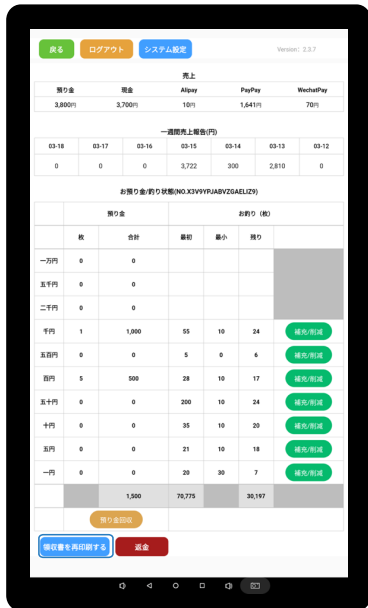 戻る ログアウト システム設定 Version: 2.3.7
売上
預り金 現金 Alipay PayPay WechatPay
3,800円 3,700円 10円 1,641円 70円
一週間売上報告(円)
03-18 03-17 03-16 03-15 03-14 03-13 03-12
0 0 0 3,722 300 2,810 0
お預り金/釣り状態(NO.X3V9YPJABVZGAELIZ9)
預り金 お釣り（枚）
枚 合計 最初 最小 残り
一万円 0 0
五千円 0 0
二千円 0 0
千円 1 1,000 55 10 24 補充/削減
五百円 0 0 5 0 6 補充/削減
百円 5 500 28 10 17 補充/削減
五十円 0 0 200 10 24 補充/削減
十円 0 0 35 10 20 補充/削減
五円 0 0 21 10 18 補充/削減
一円 0 0 20 30 7 補充/削減
1,500 70,775 30,197
預り金回収
領収書を再印刷する 返金